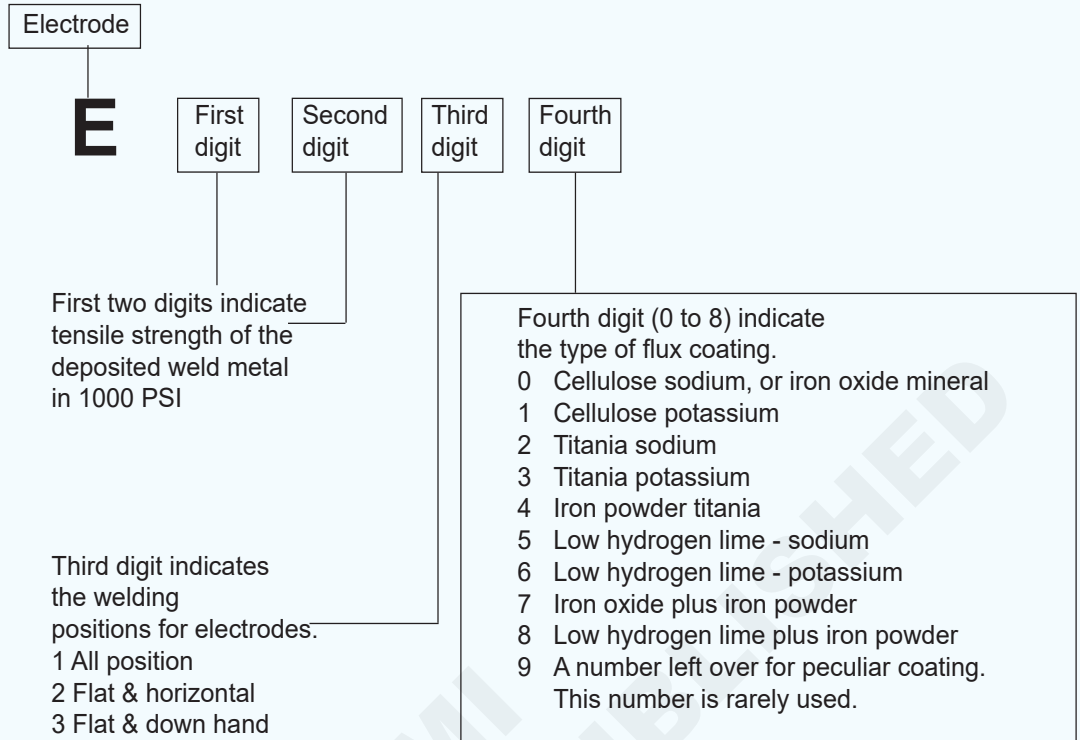 Electrode
E
First
digit
Second
digit
Third
digit
Fourth
digit
First two digits indicate
tensile strength of the
deposited weld metal
in 1000 PSI
Third digit indicates
the welding
positions for electrodes.
1 All position
2 Flat & horizontal
3 Flat & down hand
Fourth digit (0 to 8) indicate
the type of flux coating.
0 Cellulose sodium, or iron oxide mineral
1 Cellulose potassium
2 Titania sodium
3 Titania potassium
4 Iron powder titania
5 Low hydrogen lime - sodium
6 Low hydrogen lime - potassium
7 Iron oxide plus iron powder
8 Low hydrogen lime plus iron powder
9 A number left over for peculiar coating.
This number is rarely used.